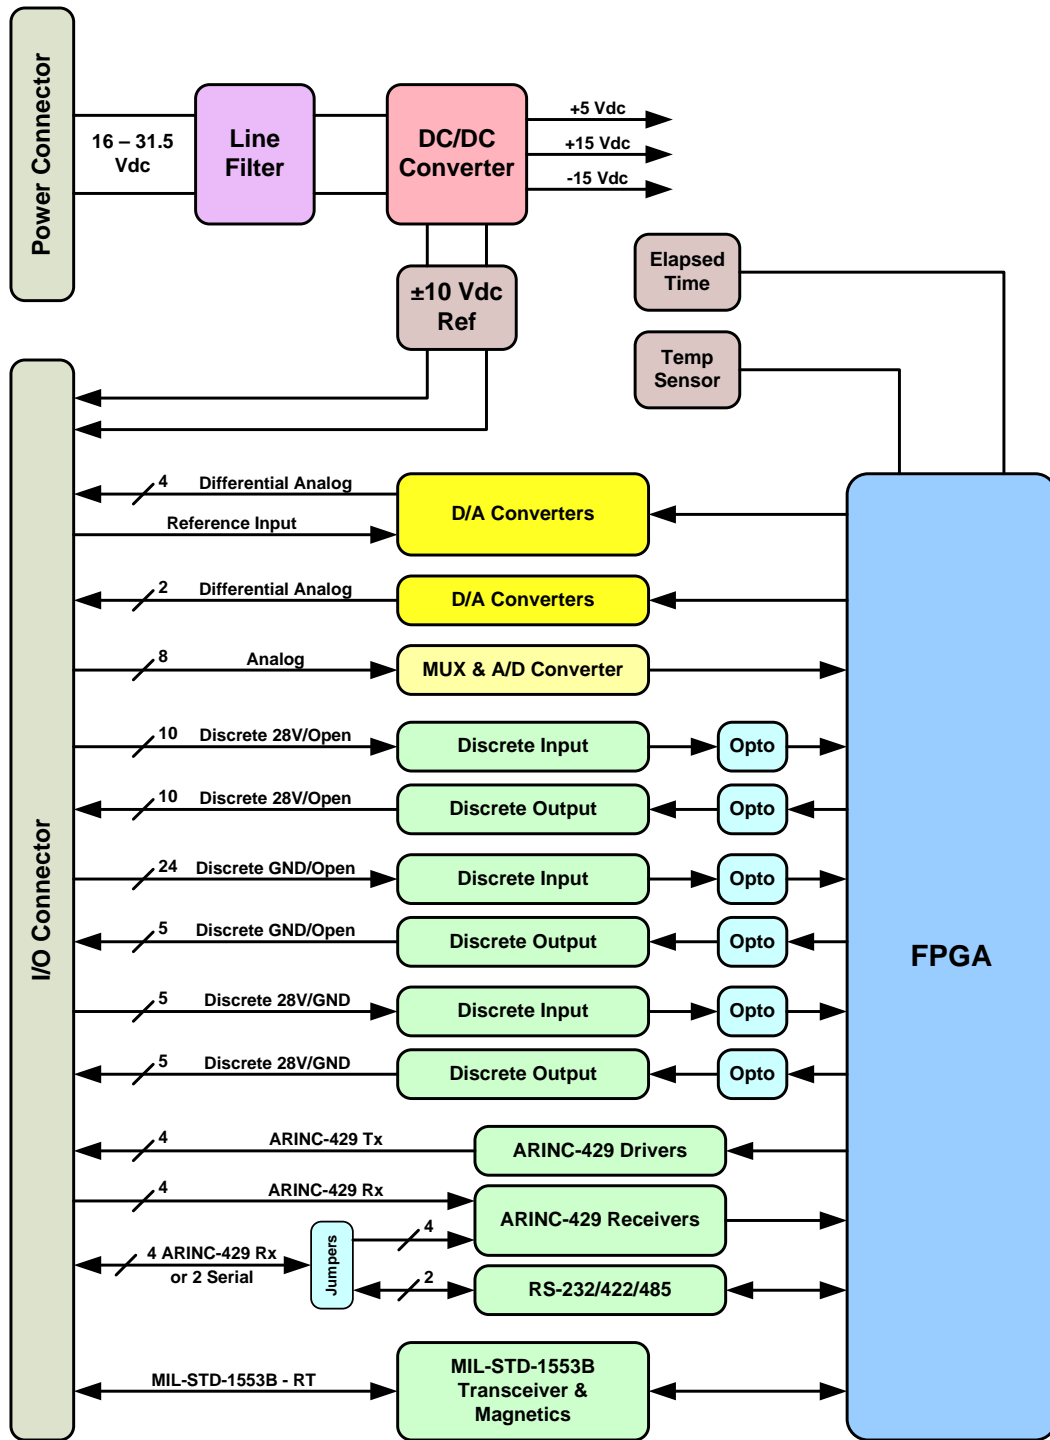 Power Connector
16 – 31.5
Vdc
Line
Filter
DC/DC
Converter
+5 Vdc
+15 Vdc
-15 Vdc
±10 Vdc
Ref
Elapsed
Time
Temp
Sensor
I/O Connector
FPGA
4 Differential Analog
Reference Input
D/A Converters
2 Differential Analog
D/A Converters
8 Analog
MUX & A/D Converter
10 Discrete 28V/Open
Discrete Input
Opto
10 Discrete 28V/Open
Discrete Output
Opto
24 Discrete GND/Open
Discrete Input
Opto
5 Discrete GND/Open
Discrete Output
Opto
5 Discrete 28V/GND
Discrete Input
Opto
5 Discrete 28V/GND
Discrete Output
Opto
4 ARINC-429 Tx
ARINC-429 Drivers
4 ARINC-429 Rx
ARINC-429 Receivers
4 ARINC-429 Rx
or 2 Serial
Jumpers
4
2
RS-232/422/485
MIL-STD-1553B - RT
MIL-STD-1553B
Transceiver &
Magnetics